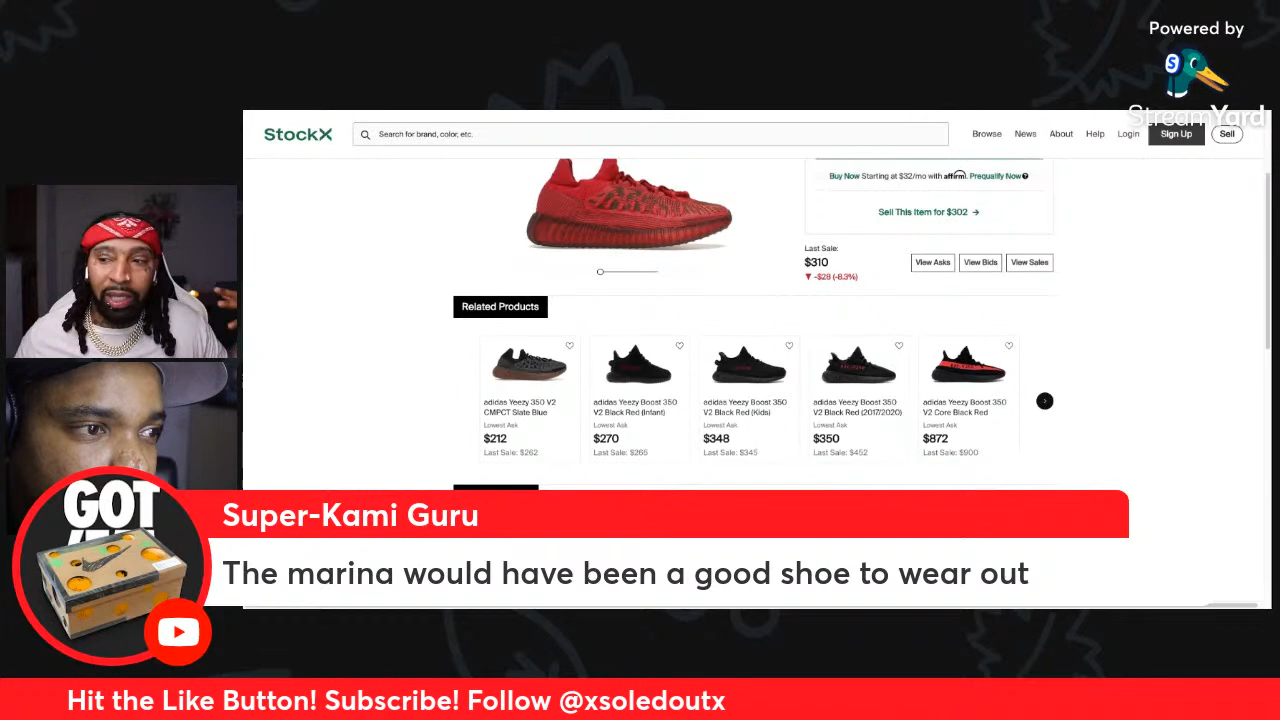 Powered by
S
StreamYard
StockX
Search for brand, color, etc.
Browse News About Help Login Sign Up Sell
Buy Now Starting at $32/mo with affirm. Prequalify Now
Sell This Item for $302
Last Sale:
$310
▼ -$28 (-8.3%)
View Asks View Bids View Sales
Related Products
adidas Yeezy 350 V2
CMPCT Slate Blue
Lowest Ask
$212
Last Sale: $262
adidas Yeezy Boost 350
V2 Black Red (Infant)
Lowest Ask
$270
Last Sale: $265
adidas Yeezy Boost 350
V2 Black Red (Kids)
Lowest Ask
$348
Last Sale: $345
adidas Yeezy Boost 350
V2 Black Red (2017/2020)
Lowest Ask
$350
Last Sale: $452
adidas Yeezy Boost 350
V2 Core Black Red
Lowest Ask
$872
Last Sale: $900
GOT
Super-Kami Guru
The marina would have been a good shoe to wear out
Hit the Like Button! Subscribe! Follow @xsoledoutx